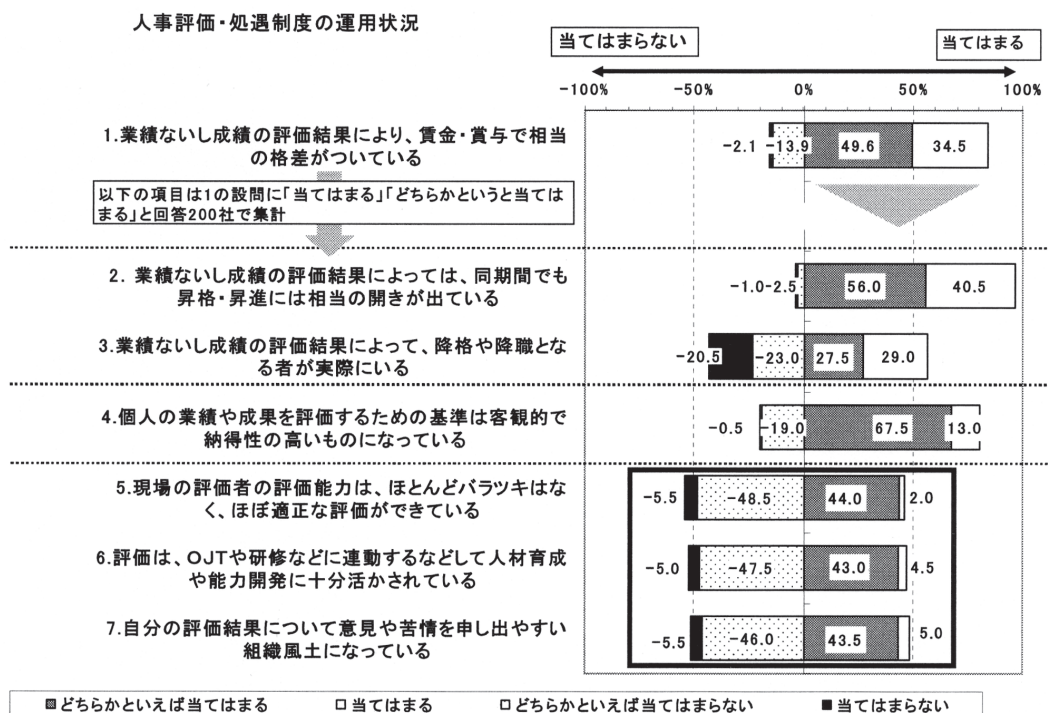 人事評価・処遇制度の運用状況
当てはまらない
当てはまる
-100% -50% 0% 50% 100%
1.業績ないし成績の評価結果により、賃金・賞与で相当
の格差がついている
-2.1 -13.9 49.6 34.5
以下の項目は1の設問に「当てはまる」「どちらかというと当ては
まる」と回答200社で集計
2. 業績ないし成績の評価結果によっては、同期間でも
昇格・昇進には相当の開きが出ている
-1.0 -2.5 56.0 40.5
3.業績ないし成績の評価結果によって、降格や降職とな
る者が実際にいる
-20.5 -23.0 27.5 29.0
4.個人の業績や成果を評価するための基準は客観的で
納得性の高いものになっている
-0.5 -19.0 67.5 13.0
5.現場の評価者の評価能力は、ほとんどバラツキはな
く、ほぼ適正な評価ができている
-5.5 -48.5 44.0 2.0
6.評価は、OJTや研修などに連動するなどして人材育成
や能力開発に十分活かされている
-5.0 -47.5 43.0 4.5
7.自分の評価結果について意見や苦情を申し出やすい
組織風土になっている
-5.5 -46.0 43.5 5.0
どちらかといえば当てはまる 当てはまる どちらかといえば当てはまらない 当てはまらない